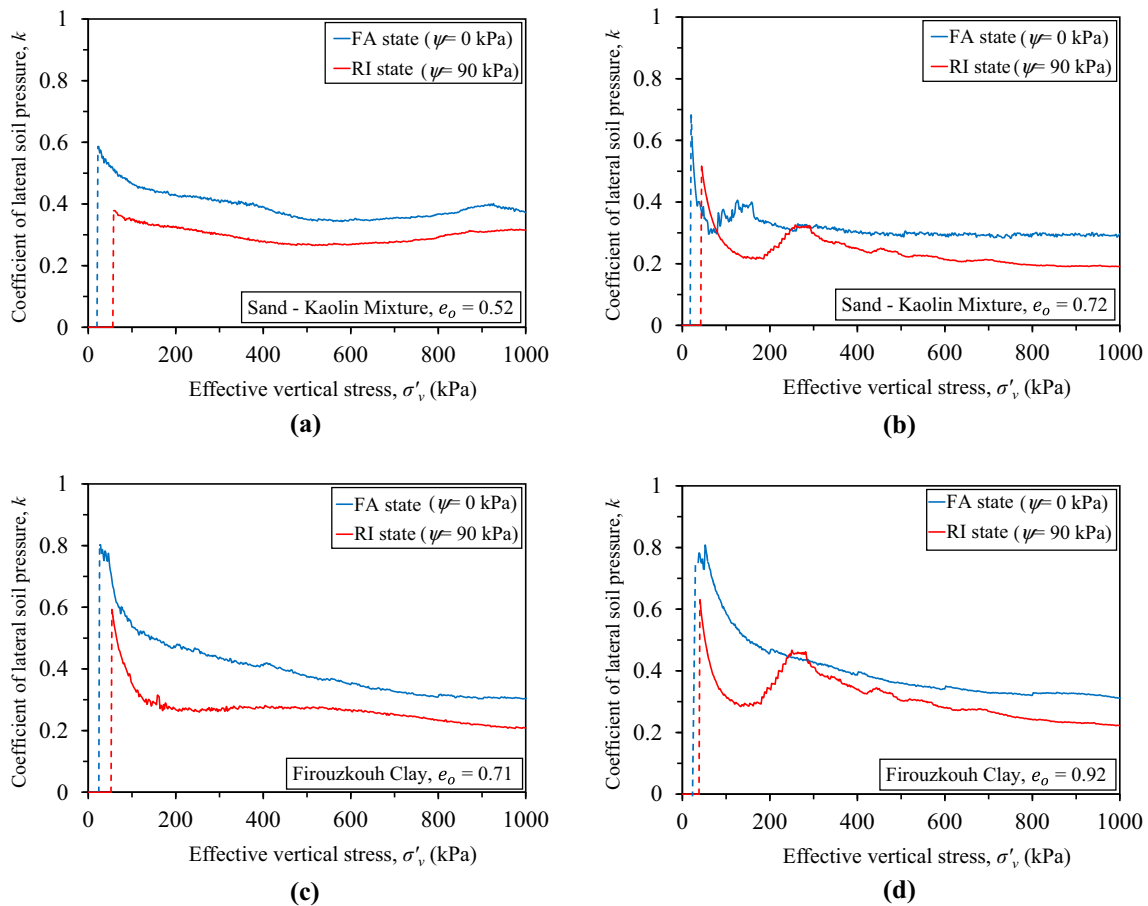 1
0.8
0.6
0.4
0.2
0
Coefficient of lateral soil pressure, k
FA state (ψ= 0 kPa)
RI state (ψ= 90 kPa)
Sand - Kaolin Mixture, eₒ = 0.52
0 200 400 600 800 1000
Effective vertical stress, σ′ᵥ (kPa)
(a)
1
0.8
0.6
0.4
0.2
0
Coefficient of lateral soil pressure, k
FA state (ψ= 0 kPa)
RI state (ψ= 90 kPa)
Sand - Kaolin Mixture, eₒ = 0.72
0 200 400 600 800 1000
Effective vertical stress, σ′ᵥ (kPa)
(b)
1
0.8
0.6
0.4
0.2
0
Coefficient of lateral soil pressure, k
FA state (ψ= 0 kPa)
RI state (ψ= 90 kPa)
Firouzkouh Clay, eₒ = 0.71
0 200 400 600 800 1000
Effective vertical stress, σ′ᵥ (kPa)
(c)
1
0.8
0.6
0.4
0.2
0
Coefficient of lateral soil pressure, k
FA state (ψ= 0 kPa)
RI state (ψ= 90 kPa)
Firouzkouh Clay, eₒ = 0.92
0 200 400 600 800 1000
Effective vertical stress, σ′ᵥ (kPa)
(d)